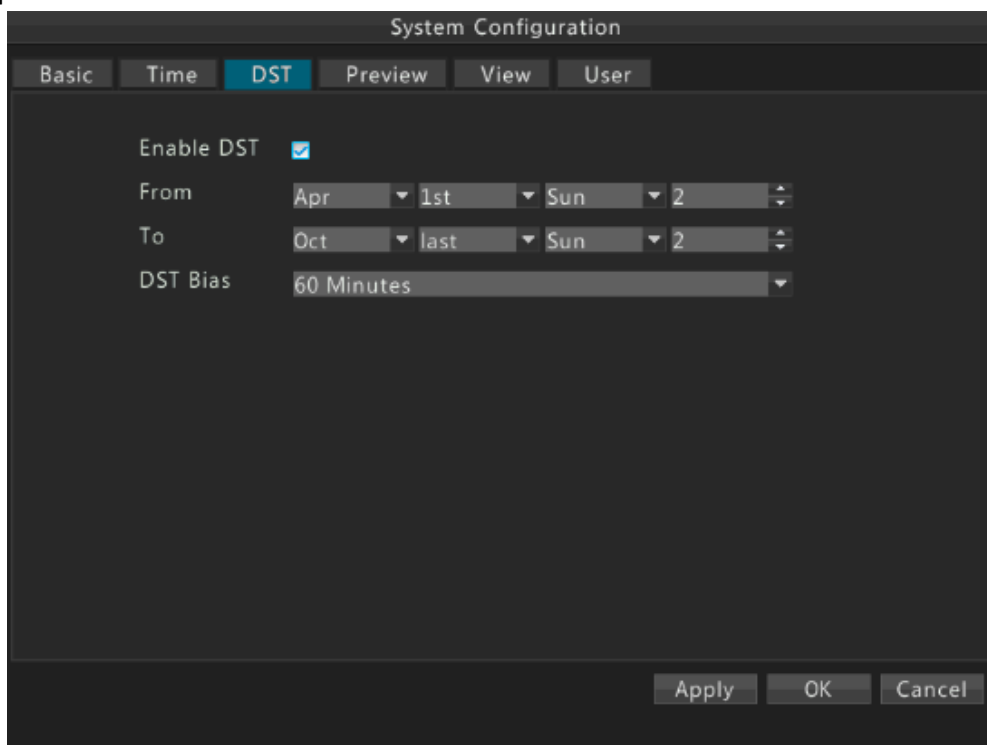 System Configuration
Basic Time DST Preview View User
Enable DST
From Apr 1st Sun 2
To Oct last Sun 2
DST Bias 60 Minutes
Apply OK Cancel